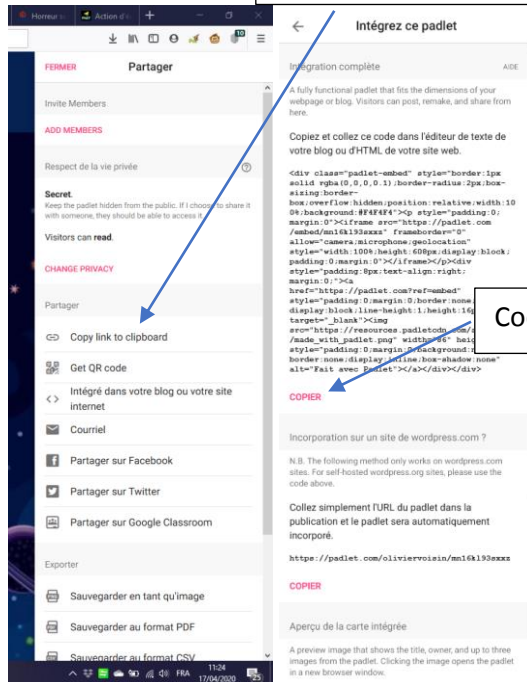 Horreur s
Action d'e
10
FERMER
Partager
Invite Members
ADD MEMBERS
Respect de la vie privée
Secret.
Keep the padlet hidden from the public. If I choose to share it
with someone, they should be able to access it.
Visitors can read.
CHANGE PRIVACY
Partager
Copy link to clipboard
Get QR code
Intégré dans votre blog ou votre site
internet
Courriel
Partager sur Facebook
Partager sur Twitter
Partager sur Google Classroom
Exporter
Sauvegarder en tant qu'image
Sauvegarder au format PDF
Sauvegarder au format CSV
FRA
11:24
17/04/2020
25
Intégrez ce padlet
Intégration complète
AIDE
A fully functional padlet that fits the dimensions of your
webpage or blog. Visitors can post, remake, and share from
here.
Copiez et collez ce code dans l'éditeur de texte de
votre blog ou d'HTML de votre site web.
<div class="padlet-embed" style="border:1px
solid rgba(0,0,0,0.1);border-radius:2px;box-
sizing:border-
box;overflow:hidden;position:relative;width:10
0%;background:#F4F4F4"><p style="padding:0;
margin:0"><iframe src="https://padlet.com
/embed/mn16kl93sxxz" frameborder="0"
allow="camera;microphone;geolocation"
style="width:100%;height:608px;display:block;
padding:0;margin:0"></iframe></p><div
style="padding:8px;text-align:right;
margin:0;"><a
href="https://padlet.com?ref=embed"
style="padding:0;margin:0;border:none;
display:block;line-height:1;height:16p
target="_blank"><img
src="https://resources.padletcdn.com/
/made_with_padlet.png" width="86" heig
style="padding:0;margin:0;background:n
border:none;display:inline;box-shadow:none"
alt="Fait avec Padlet"></a></div></div>
Co
COPIER
Incorporation sur un site de wordpress.com ?
N.B. The following method only works on wordpress.com
sites. For self-hosted wordpress.org sites, please use the
code above.
Collez simplement l'URL du padlet dans la
publication et le padlet sera automatiquement
incorporé.
https://padlet.com/oliviervoisin/mn16kl93sxxz
COPIER
Aperçu de la carte intégrée
A preview image that shows the title, owner, and up to three
images from the padlet. Clicking the image opens the padlet
in a new browser window.